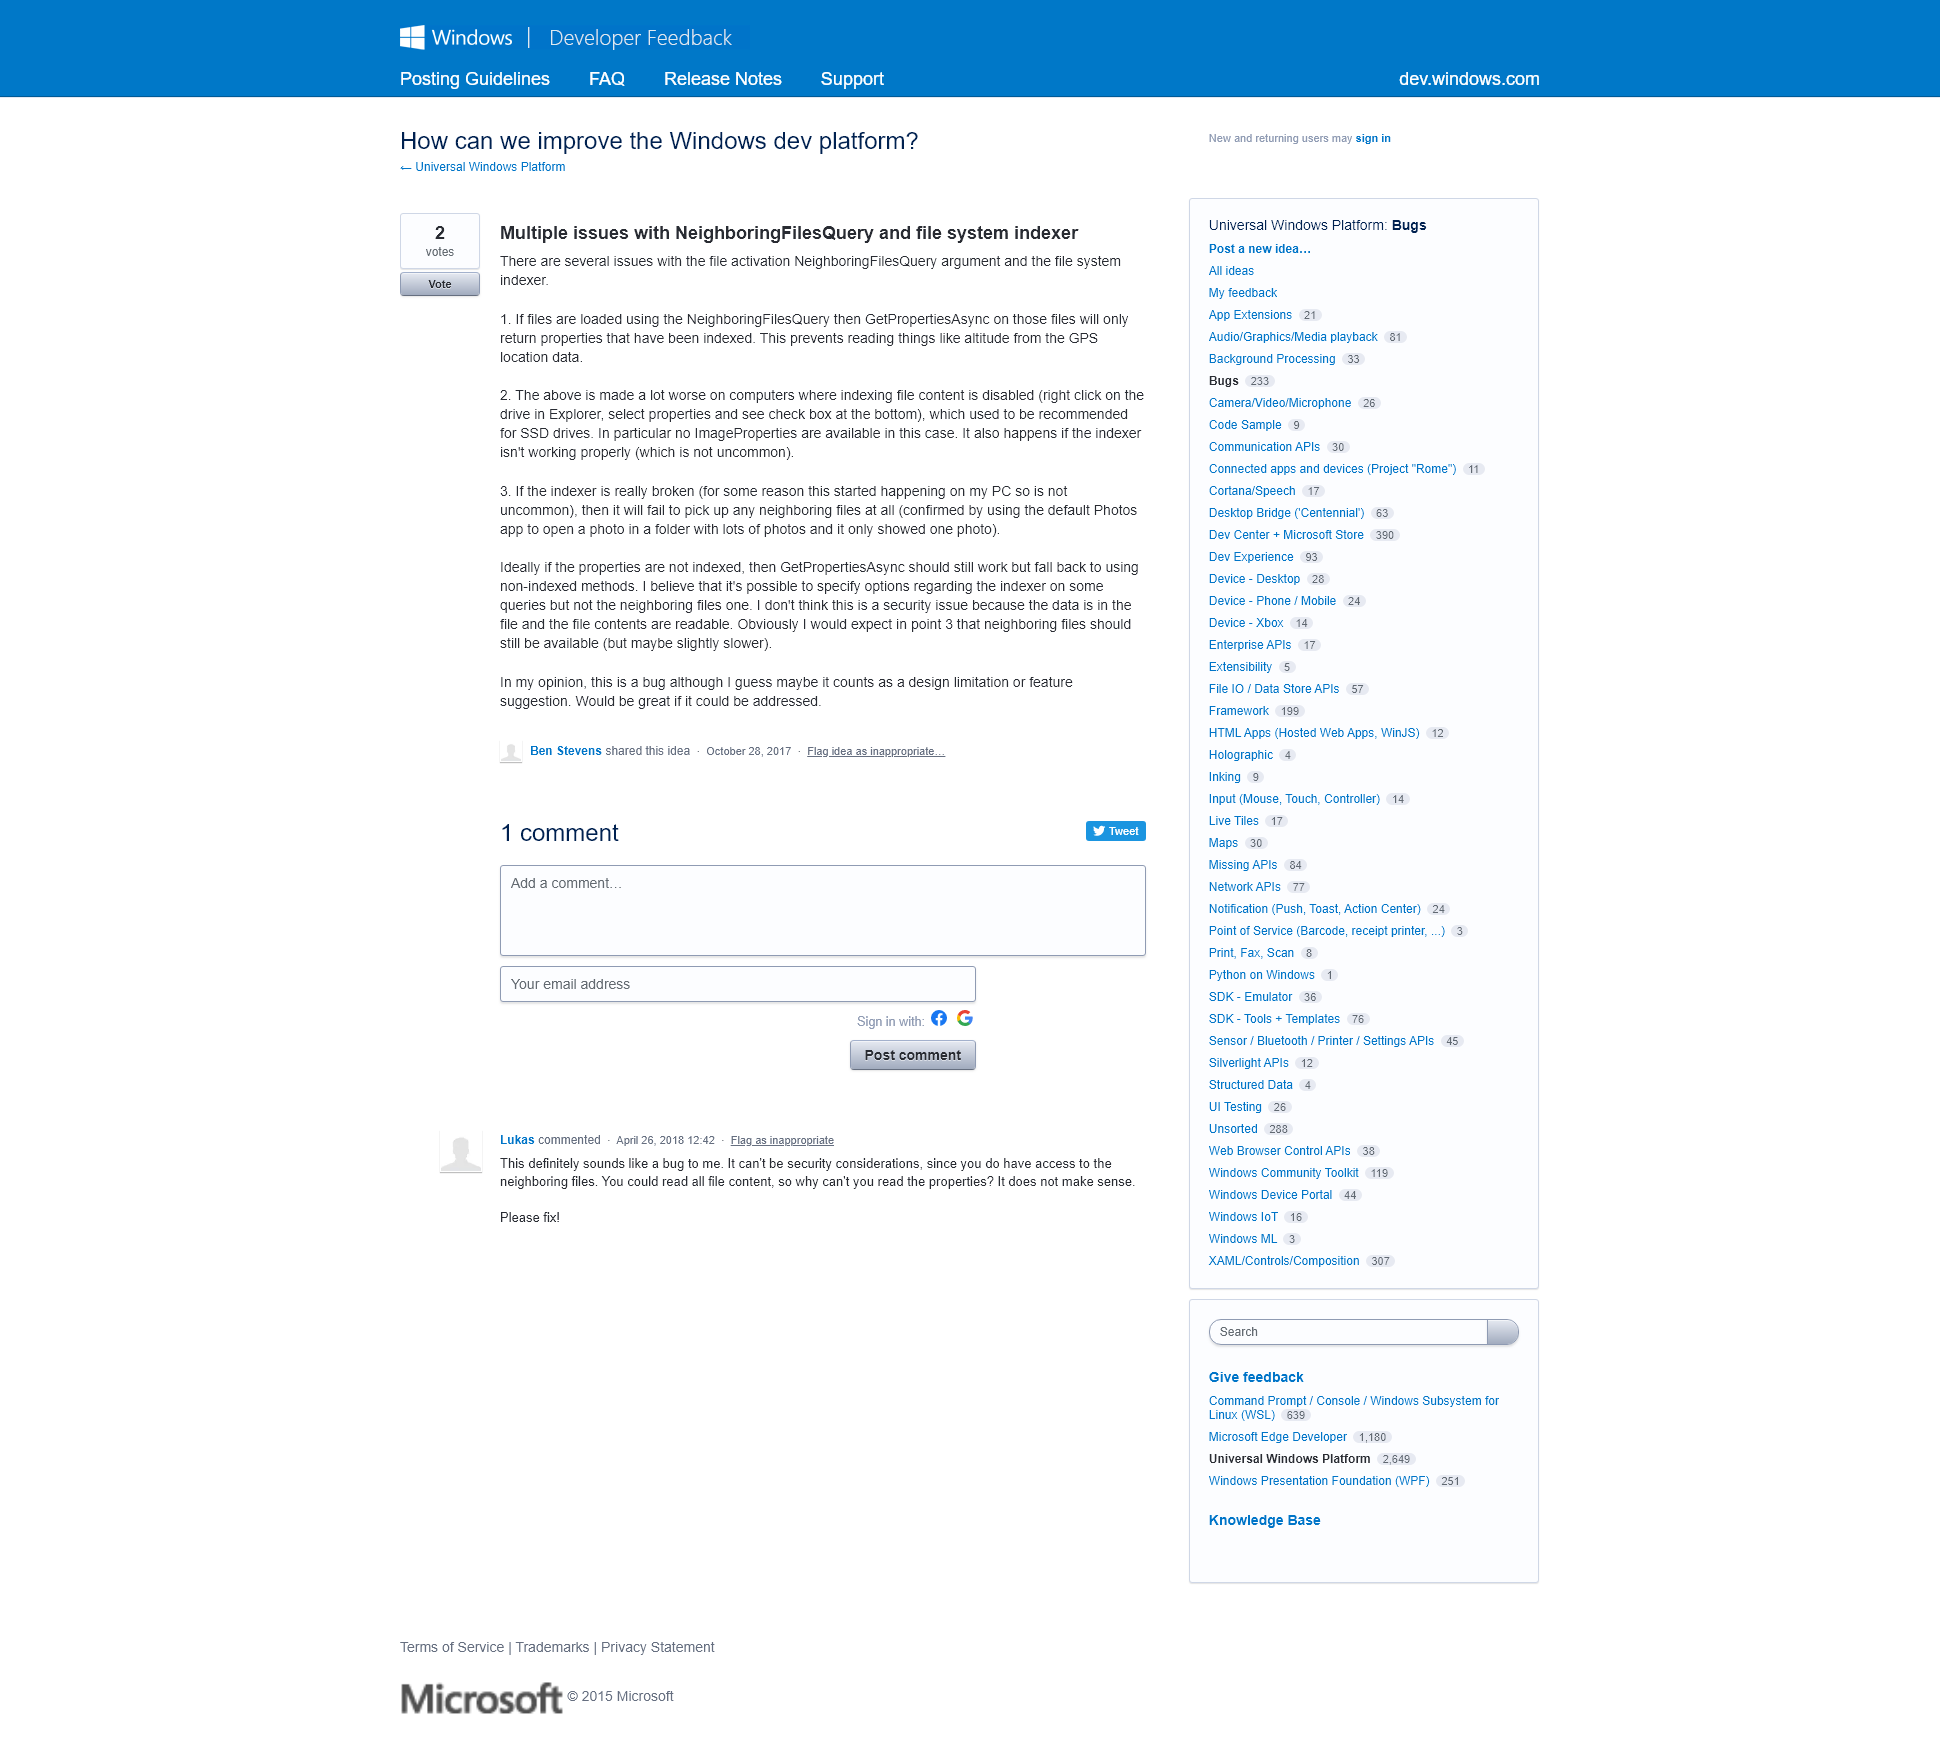 Windows | Developer Feedback
Posting Guidelines FAQ Release Notes Support dev.windows.com
How can we improve the Windows dev platform?
← Universal Windows Platform
New and returning users may sign in
2
votes
Vote
Multiple issues with NeighboringFilesQuery and file system indexer
There are several issues with the file activation NeighboringFilesQuery argument and the file system
indexer.
1. If files are loaded using the NeighboringFilesQuery then GetPropertiesAsync on those files will only
return properties that have been indexed. This prevents reading things like altitude from the GPS
location data.
2. The above is made a lot worse on computers where indexing file content is disabled (right click on the
drive in Explorer, select properties and see check box at the bottom), which used to be recommended
for SSD drives. In particular no ImageProperties are available in this case. It also happens if the indexer
isn't working properly (which is not uncommon).
3. If the indexer is really broken (for some reason this started happening on my PC so is not
uncommon), then it will fail to pick up any neighboring files at all (confirmed by using the default Photos
app to open a photo in a folder with lots of photos and it only showed one photo).
Ideally if the properties are not indexed, then GetPropertiesAsync should still work but fall back to using
non-indexed methods. I believe that it's possible to specify options regarding the indexer on some
queries but not the neighboring files one. I don't think this is a security issue because the data is in the
file and the file contents are readable. Obviously I would expect in point 3 that neighboring files should
still be available (but maybe slightly slower).
In my opinion, this is a bug although I guess maybe it counts as a design limitation or feature
suggestion. Would be great if it could be addressed.
Ben Stevens shared this idea · October 28, 2017 · Flag idea as inappropriate…
1 comment
Tweet
Add a comment…
Your email address
Sign in with:
Post comment
Lukas commented · April 26, 2018 12:42 · Flag as inappropriate
This definitely sounds like a bug to me. It can't be security considerations, since you do have access to the
neighboring files. You could read all file content, so why can't you read the properties? It does not make sense.
Please fix!
Universal Windows Platform: Bugs
Post a new idea…
All ideas
My feedback
App Extensions 21
Audio/Graphics/Media playback 81
Background Processing 33
Bugs 233
Camera/Video/Microphone 26
Code Sample 9
Communication APIs 30
Connected apps and devices (Project "Rome") 11
Cortana/Speech 17
Desktop Bridge ('Centennial') 63
Dev Center + Microsoft Store 390
Dev Experience 93
Device - Desktop 28
Device - Phone / Mobile 24
Device - Xbox 14
Enterprise APIs 17
Extensibility 5
File IO / Data Store APIs 57
Framework 199
HTML Apps (Hosted Web Apps, WinJS) 12
Holographic 4
Inking 9
Input (Mouse, Touch, Controller) 14
Live Tiles 17
Maps 30
Missing APIs 84
Network APIs 77
Notification (Push, Toast, Action Center) 24
Point of Service (Barcode, receipt printer, ...) 3
Print, Fax, Scan 8
Python on Windows 1
SDK - Emulator 36
SDK - Tools + Templates 76
Sensor / Bluetooth / Printer / Settings APIs 45
Silverlight APIs 12
Structured Data 4
UI Testing 26
Unsorted 288
Web Browser Control APIs 38
Windows Community Toolkit 119
Windows Device Portal 44
Windows IoT 16
Windows ML 3
XAML/Controls/Composition 307
Search
Give feedback
Command Prompt / Console / Windows Subsystem for
Linux (WSL) 639
Microsoft Edge Developer 1,180
Universal Windows Platform 2,649
Windows Presentation Foundation (WPF) 251
Knowledge Base
Terms of Service | Trademarks | Privacy Statement
Microsoft © 2015 Microsoft